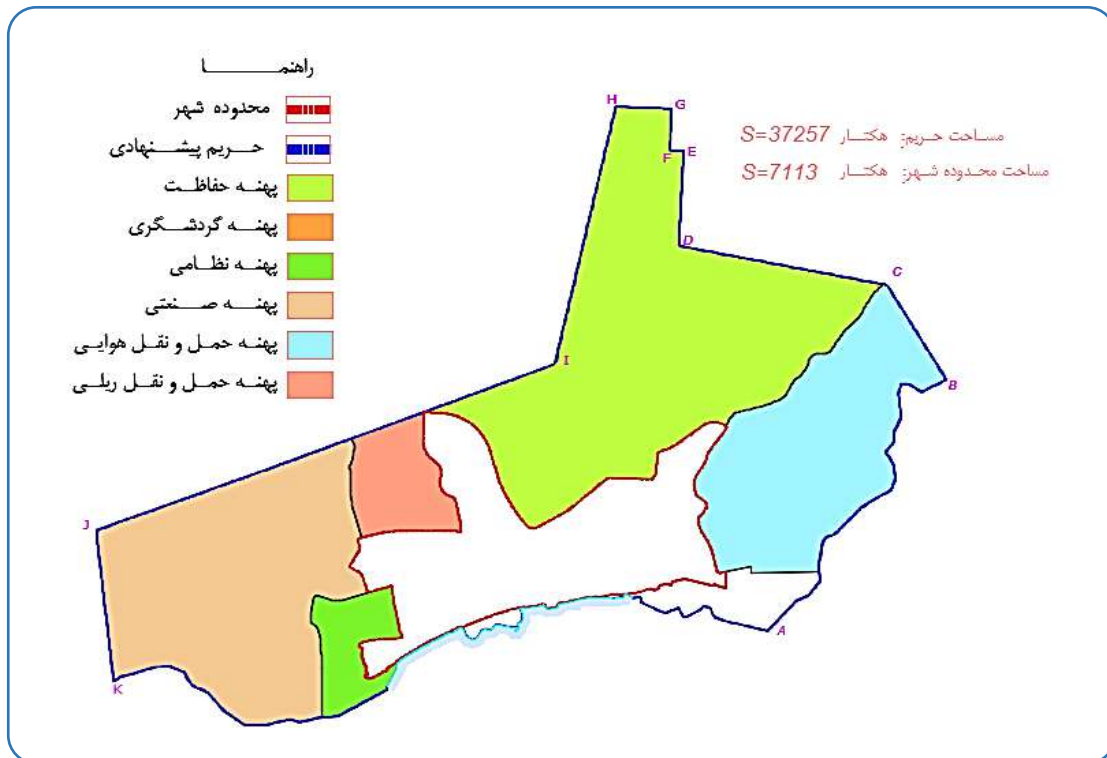 راهنما
محدوده شهر
حریم پیشنهادی
پهنه حفاظت
پهنه گردشگری
پهنه نظامی
پهنه صنعتی
پهنه حمل و نقل هوایی
پهنه حمل و نقل ریلی
مساحت حریم: هکتار S=37257
مساحت محدوده شهر: هکتار S=7113
H
G
F E
D
C
I
B
J
A
K